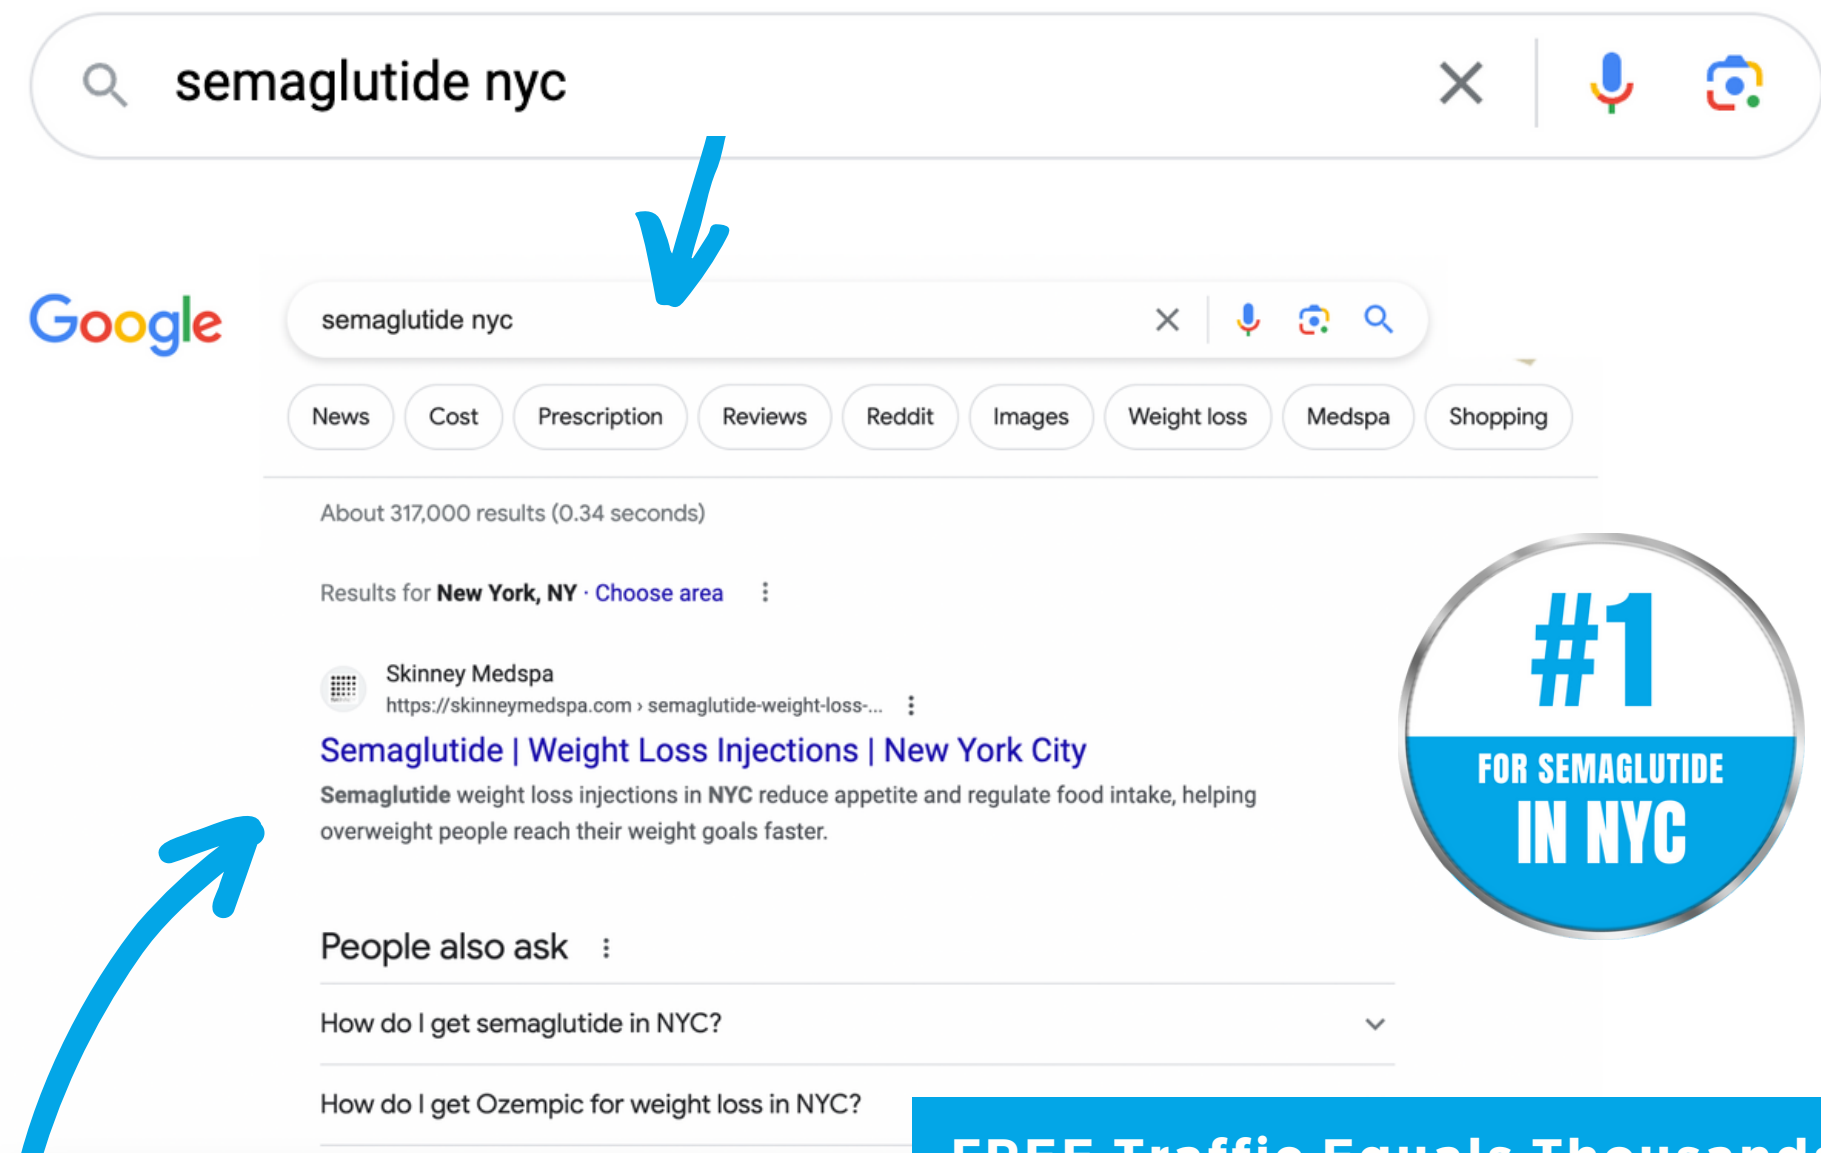 semaglutide nyc
Google
semaglutide nyc
News
Cost
Prescription
Reviews
Reddit
Images
Weight loss
Medspa
Shopping
About 317,000 results (0.34 seconds)
Results for New York, NY · Choose area
Skinney Medspa
https://skinneymedspa.com › semaglutide-weight-loss-...
Semaglutide | Weight Loss Injections | New York City
Semaglutide weight loss injections in NYC reduce appetite and regulate food intake, helping
overweight people reach their weight goals faster.
#1
FOR SEMAGLUTIDE
IN NYC
People also ask
How do I get semaglutide in NYC?
How do I get Ozempic for weight loss in NYC?
FREE Traffic Equals Thousands